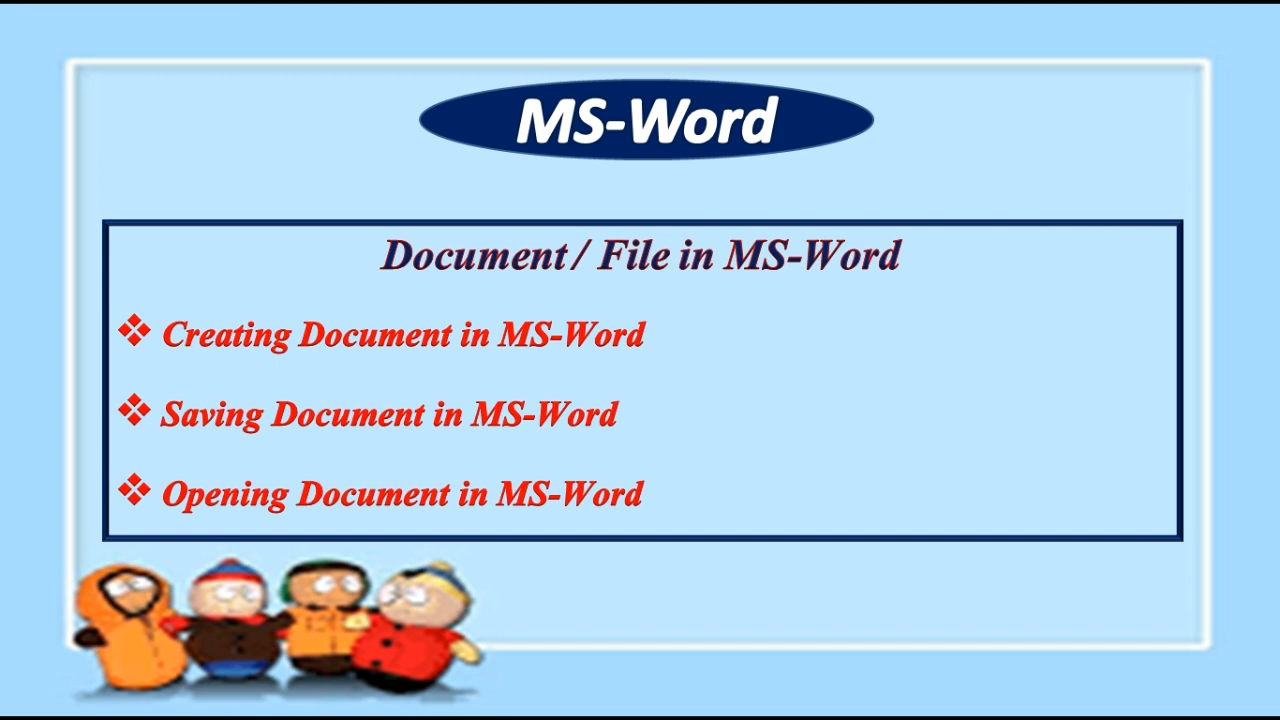 MS-Word
Document / File in MS-Word
❖ Creating Document in MS-Word
❖ Saving Document in MS-Word
❖ Opening Document in MS-Word